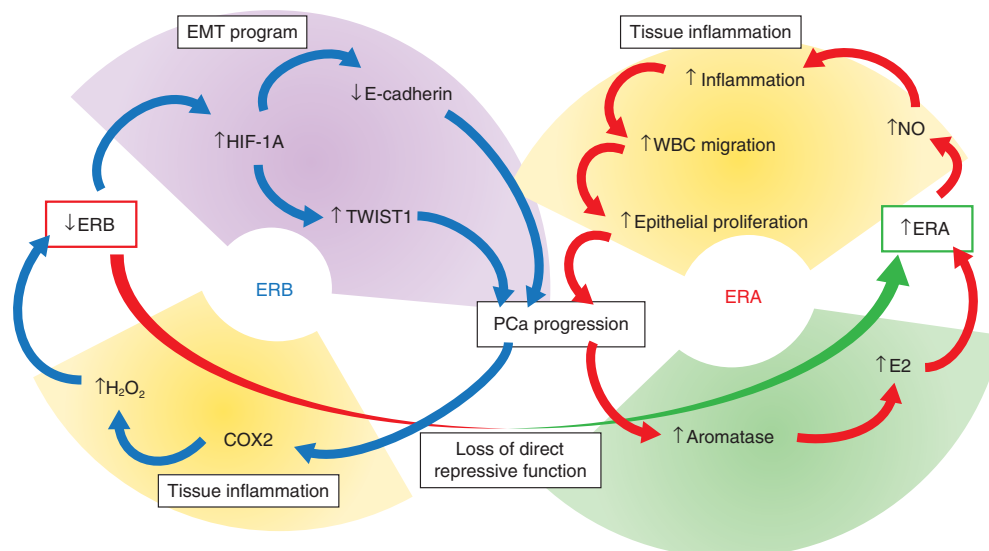 EMT program
Tissue inflammation
↓E-cadherin
↑Inflammation
↑HIF-1A
↑WBC migration
↑NO
↓ERB
↑TWIST1
↑Epithelial proliferation
↑ERA
ERB
ERA
PCa progression
↑H₂O₂
↑E2
COX2
↑Aromatase
Loss of direct
repressive function
Tissue inflammation